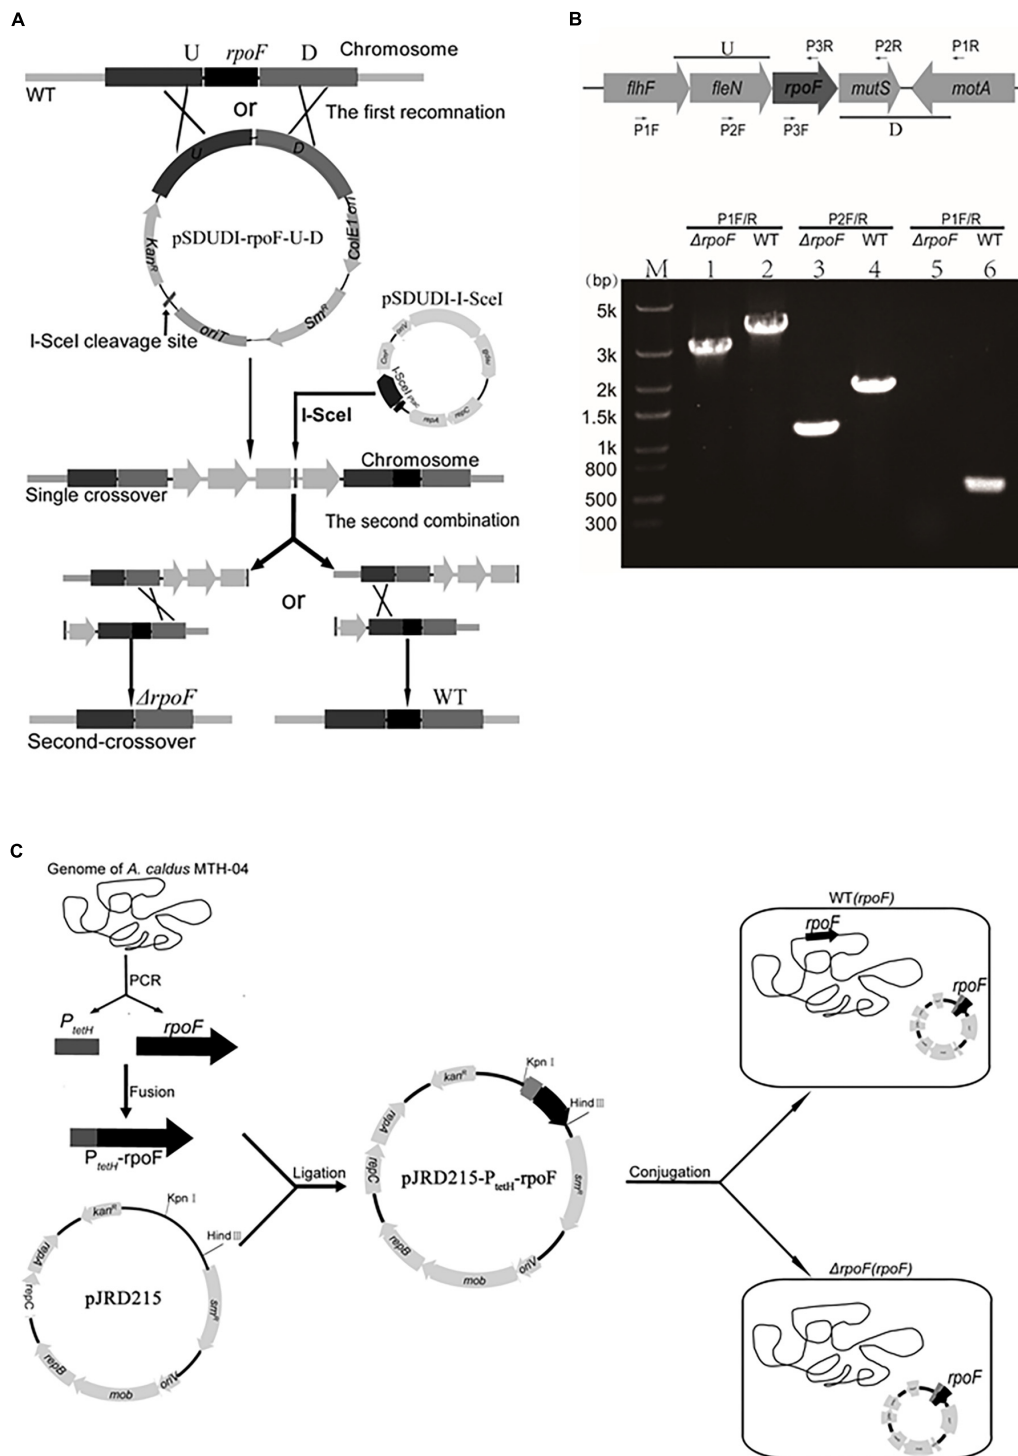 A
U rpoF D Chromosome
WT
or
The first recomnation
U D
pSDUDI-rpoF-U-D
KanR
ColE1 ori
SmR
oriT
I-SceI cleavage site
pSDUDI-I-SceI
I-SceI
repA
repC
I-SceI
Chromosome
Single crossover
The second combination
or
ΔrpoF
WT
Second-crossover
B
U P3R P2R P1R
flhF fleN rpoF mutS motA
P1F P2F P3F D
P1F/R P2F/R P1F/R
ΔrpoF WT ΔrpoF WT ΔrpoF WT
M 1 2 3 4 5 6
(bp)
5k
3k
2k
1.5k
1k
800
500
300
C
Genome of A. caldus MTH-04
PCR
PtetH rpoF
Fusion
PtetH-rpoF
Kpn I
Hind III
kanR
repA
repC
repB
mob
oriV
smR
pJRD215
Ligation
Kpn I
Hind III
kanR
repA
repC
repB
mob
oriV
smR
pJRD215-PtetH-rpoF
Conjugation
WT(rpoF)
rpoF
rpoF
ΔrpoF(rpoF)
rpoF